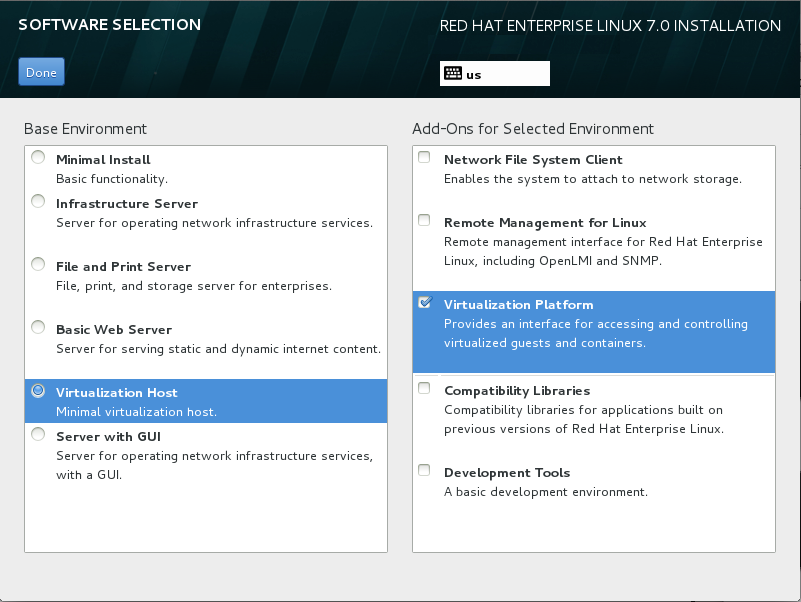 SOFTWARE SELECTION
RED HAT ENTERPRISE LINUX 7.0 INSTALLATION
Done
us
Base Environment
Minimal Install
Basic functionality.
Infrastructure Server
Server for operating network infrastructure services.
File and Print Server
File, print, and storage server for enterprises.
Basic Web Server
Server for serving static and dynamic internet content.
Virtualization Host
Minimal virtualization host.
Server with GUI
Server for operating network infrastructure services,
with a GUI.
Add-Ons for Selected Environment
Network File System Client
Enables the system to attach to network storage.
Remote Management for Linux
Remote management interface for Red Hat Enterprise
Linux, including OpenLMI and SNMP.
Virtualization Platform
Provides an interface for accessing and controlling
virtualized guests and containers.
Compatibility Libraries
Compatibility libraries for applications built on
previous versions of Red Hat Enterprise Linux.
Development Tools
A basic development environment.